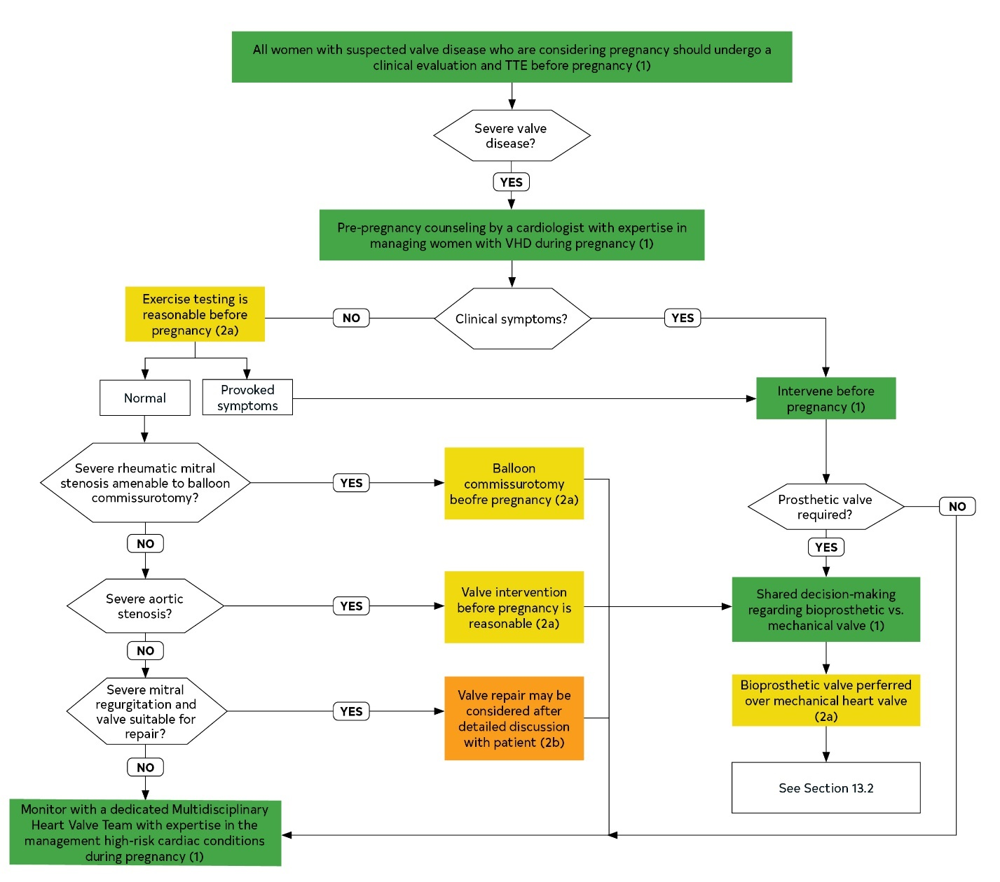 All women with suspected valve disease who are considering pregnancy should undergo a
clinical evaluation and TTE before pregnancy (1)
Severe valve
disease?
YES
Pre-pregnancy counseling by a cardiologist with expertise in
managing women with VHD during pregnancy (1)
Clinical symptoms?
NO
YES
Exercise testing is
reasonable before
pregnancy (2a)
Normal
Provoked
symptoms
Intervene before
pregnancy (1)
Severe rheumatic mitral
stenosis amenable to balloon
commissurotomy?
YES
Balloon
commissurotomy
beofre pregnancy (2a)
Prosthetic valve
required?
NO
YES
NO
Severe aortic
stenosis?
YES
Valve intervention
before pregnancy is
reasonable (2a)
Shared decision-making
regarding bioprosthetic vs.
mechanical valve (1)
NO
Severe mitral
regurgitation and
valve suitable for
repair?
YES
Valve repair may be
considered after
detailed discussion
with patient (2b)
Bioprosthetic valve perferred
over mechanical heart valve
(2a)
NO
See Section 13.2
Monitor with a dedicated Multidisciplinary
Heart Valve Team with expertise in the
management high-risk cardiac conditions
during pregnancy (1)